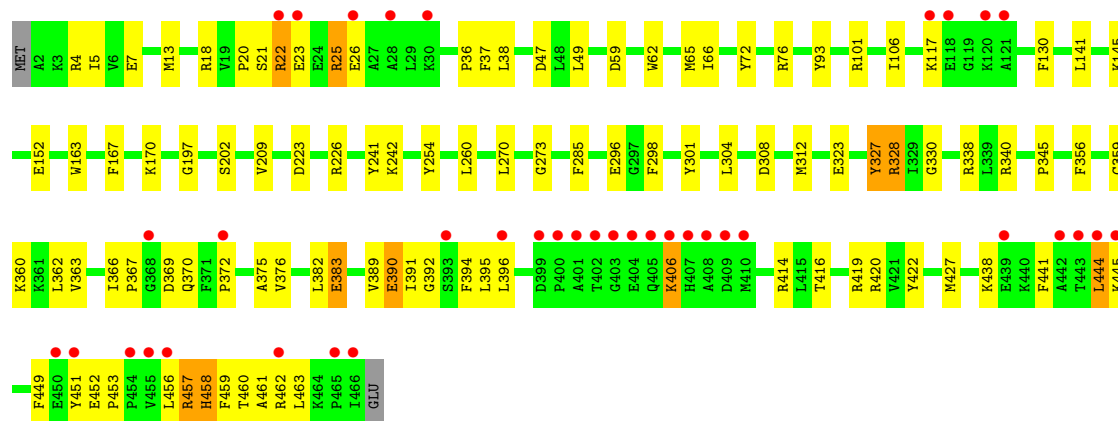 MET A2 K3 R4 I5 V6 E7 M13 R18 V19 P20 S21 R22 E23 E24 R25 E26 A27 A28 L29 K30 P36 F37 L38 D47 L48 L49 D59 W62 M65 I66 Y72 R76 Y93 R101 I106 K117 E118 G119 K120 A121 F130 L141 K145
E152 W163 F167 K170 G197 S202 V209 D223 R226 Y241 K242 Y254 L260 L270 G273 F285 E296 G297 F298 Y301 L304 D308 M312 E323 Y327 R328 I329 G330 R338 L339 R340 P345 F356
K360 K361 L362 V363 I366 P367 G368 D369 Q370 F371 P372 A375 V376 L382 E383 V389 E390 I391 G392 S393 F394 L395 L396 D399 P400 A401 T402 G403 E404 Q405 K406 H407 A408 D409 M410 R414 L415 T416 R419 R420 V421 Y422 M427 K438 E439 K440 F441 A442 T443 L444 K445
F449 E450 Y451 E452 P453 P454 V455 L456 R457 H458 F459 T460 A461 R462 L463 K464 P465 I466 GLU